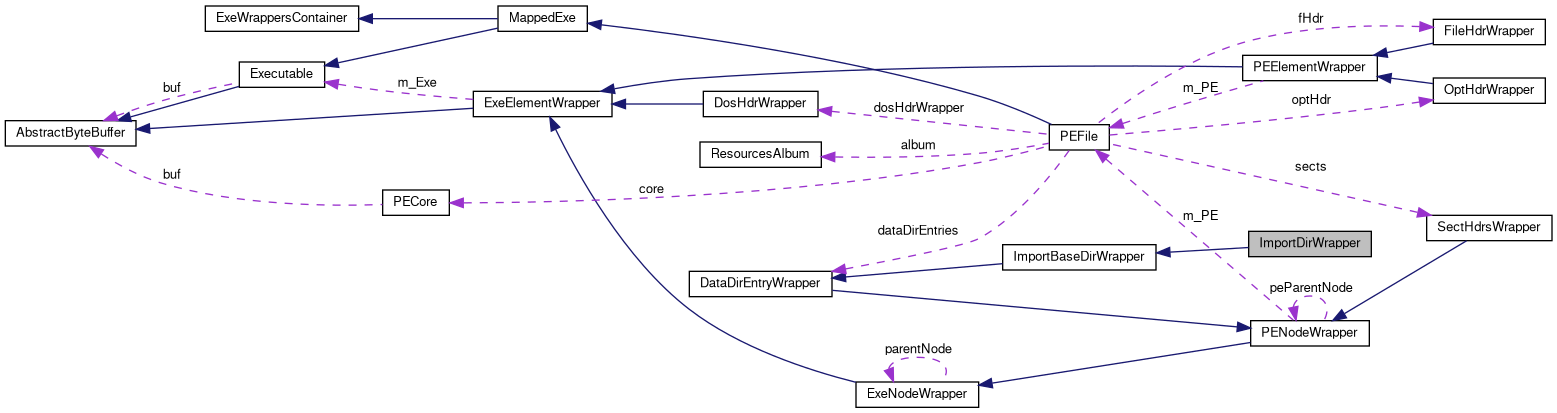 ExeWrappersContainer
MappedExe
fHdr
FileHdrWrapper
Executable
buf
m_Exe
PEElementWrapper
m_PE
OptHdrWrapper
optHdr
ExeElementWrapper
DosHdrWrapper
dosHdrWrapper
AbstractByteBuffer
PEFile
ResourcesAlbum
album
buf
PECore
core
sects
m_PE
SectHdrsWrapper
dataDirEntries
ImportDirWrapper
ImportBaseDirWrapper
DataDirEntryWrapper
peParentNode
PENodeWrapper
parentNode
ExeNodeWrapper